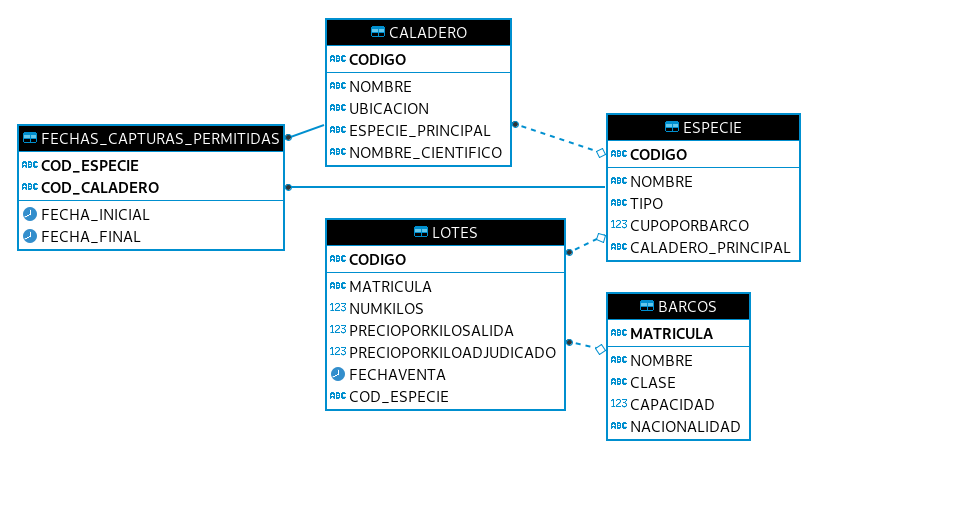 CALADERO
ABC CODIGO
ABC NOMBRE
ABC UBICACION
ABC ESPECIE_PRINCIPAL
ABC NOMBRE_CIENTIFICO
FECHAS_CAPTURAS_PERMITIDAS
ABC COD_ESPECIE
ABC COD_CALADERO
FECHA_INICIAL
FECHA_FINAL
ESPECIE
ABC CODIGO
ABC NOMBRE
ABC TIPO
123 CUPOPORBARCO
ABC CALADERO_PRINCIPAL
LOTES
ABC CODIGO
ABC MATRICULA
123 NUMKILOS
123 PRECIOPORKILOSALIDA
123 PRECIOPORKILOADJUDICADO
FECHAVENTA
ABC COD_ESPECIE
BARCOS
ABC MATRICULA
ABC NOMBRE
ABC CLASE
123 CAPACIDAD
ABC NACIONALIDAD